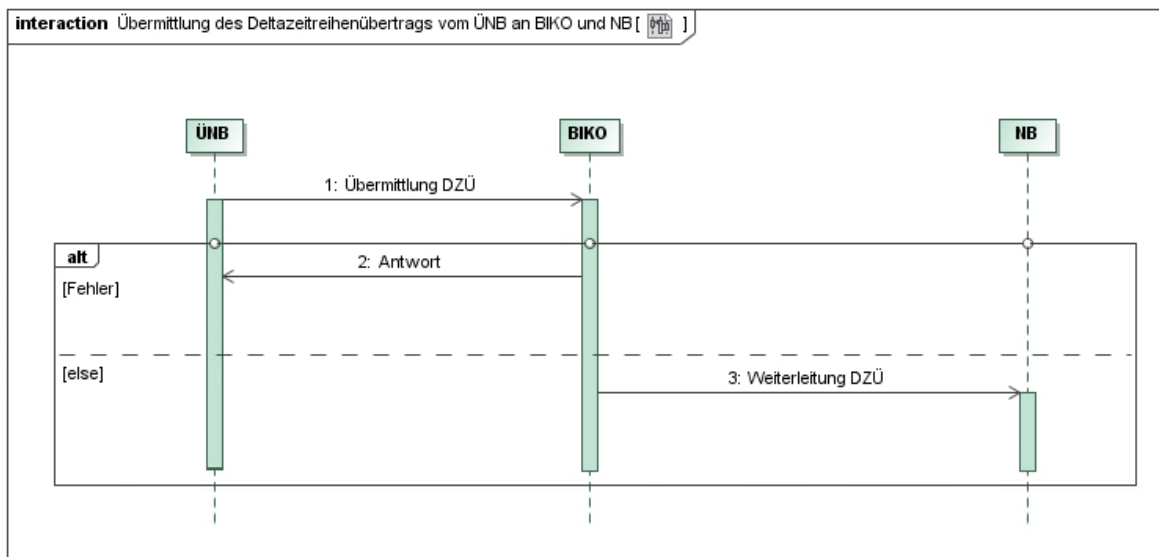 interaction Übermittlung des Deltazeitreihenübertrags vom ÜNB an BIKO und NB [ ]
ÜNB
BIKO
NB
1: Übermittlung DZÜ
alt
2: Antwort
[Fehler]
[else]
3: Weiterleitung DZÜ